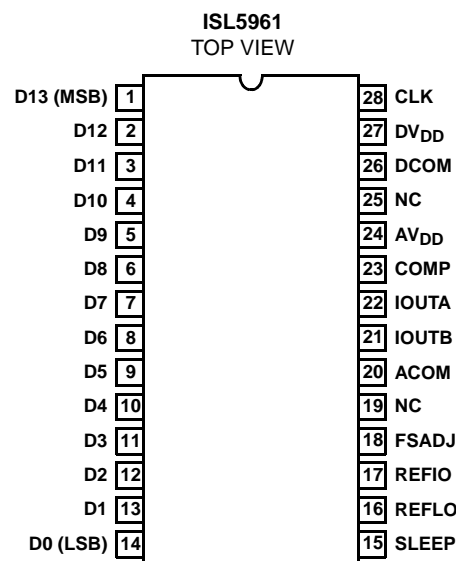 ISL5961
TOP VIEW
D13 (MSB) 1 28 CLK
D12 2 27 DVDD
D11 3 26 DCOM
D10 4 25 NC
D9 5 24 AVDD
D8 6 23 COMP
D7 7 22 IOUTA
D6 8 21 IOUTB
D5 9 20 ACOM
D4 10 19 NC
D3 11 18 FSADJ
D2 12 17 REFIO
D1 13 16 REFLO
D0 (LSB) 14 15 SLEEP